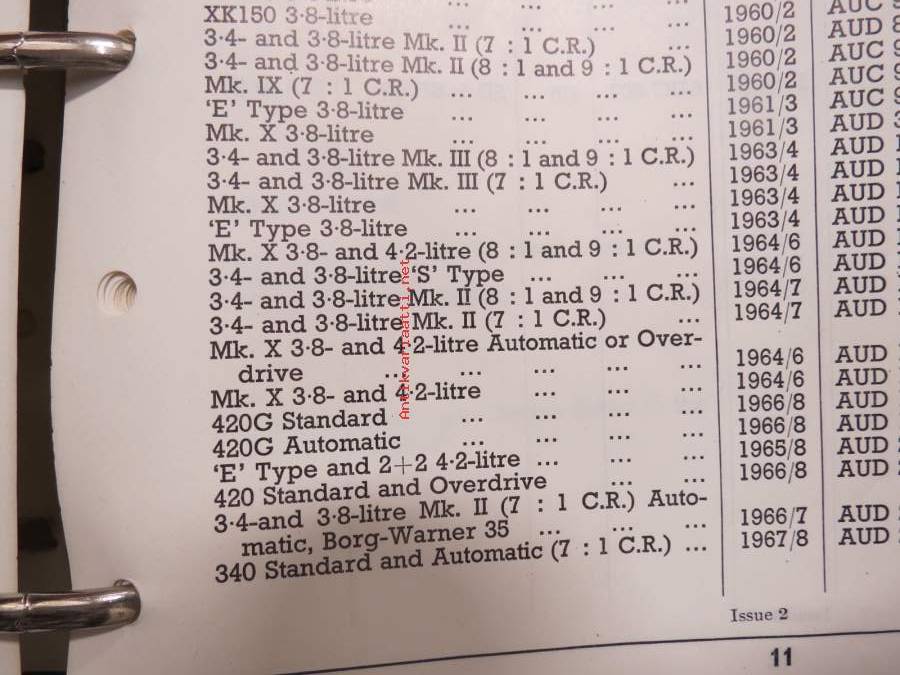 XK150 3·8-litre ... ... ... ... 1960/2 AUC
3·4- and 3·8-litre Mk. II (7 : 1 C.R.) ... 1960/2 AUD
3·4- and 3·8-litre Mk. II (8 : 1 and 9 : 1 C.R.) 1960/2 AUC
Mk. IX (7 : 1 C.R.) ... ... ... ... 1960/2 AUC
‘E’ Type 3·8-litre ... ... ... ... 1961/3 AUC
Mk. X 3·8-litre ... ... ... ... 1961/3 AUD
3·4- and 3·8-litre Mk. III (8 : 1 and 9 : 1 C.R.) 1963/4 AUD
3·4- and 3·8-litre Mk. III (7 : 1 C.R.) ... 1963/4 AUD
Mk. X 3·8-litre ... ... ... ... 1963/4 AUD
‘E’ Type 3·8-litre ... ... ... ... 1963/4 AUD
Mk. X 3·8- and 4·2-litre (8 : 1 and 9 : 1 C.R.) 1964/6 AUD
3·4- and 3·8-litre ‘S’ Type ... ... ... 1964/6 AUD
3·4- and 3·8-litre Mk. II (8 : 1 and 9 : 1 C.R.) 1964/7 AUD
3·4- and 3·8-litre Mk. II (7 : 1 C.R.) ... 1964/7 AUD
Mk. X 3·8- and 4·2-litre Automatic or Over-
drive ... ... ... ... ... 1964/6 AUD
Mk. X 3·8- and 4·2-litre ... ... ... 1964/6 AUD
420G Standard ... ... ... ... 1966/8 AUD
420G Automatic ... ... ... ... 1966/8 AUD
‘E’ Type and 2+2 4·2-litre ... ... ... 1965/8 AUD
420 Standard and Overdrive ... ... 1966/8 AUD
3·4-and 3·8-litre Mk. II (7 : 1 C.R.) Auto-
matic, Borg-Warner 35 ... ... ... 1966/7 AUD
340 Standard and Automatic (7 : 1 C.R.) ... 1967/8 AUD
Issue 2
11
Antikvariaatti.net